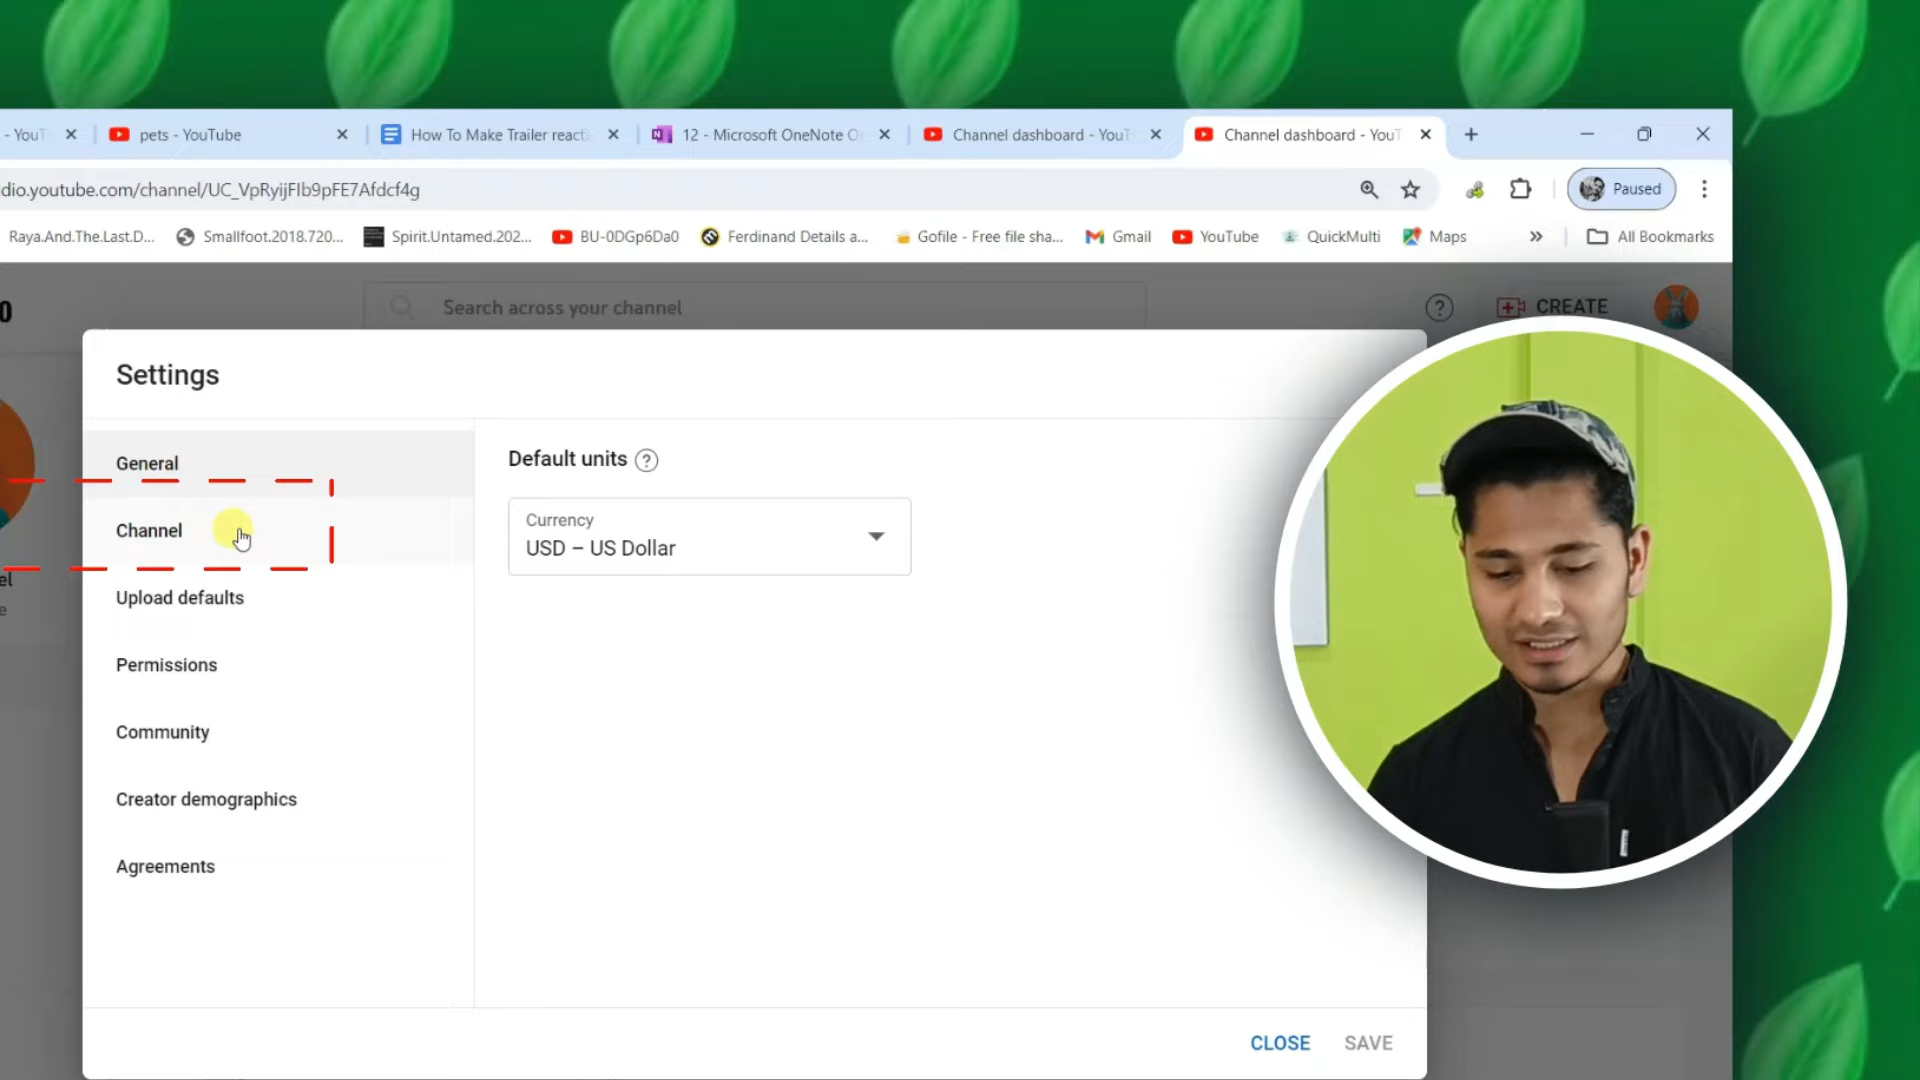 - YouT
pets - YouTube
How To Make Trailer reacti
12 - Microsoft OneNote O
Channel dashboard - YouT
Channel dashboard - YouT
dio.youtube.com/channel/UC_VpRyijFIb9pFE7Afdcf4g
Paused
Raya.And.The.Last.D...
Smallfoot.2018.720...
Spirit.Untamed.202...
BU-0DGp6Da0
Ferdinand Details a...
Gofile - Free file sha...
Gmail
YouTube
QuickMulti
Maps
All Bookmarks
Search across your channel
CREATE
Settings
General
Channel
Upload defaults
Permissions
Community
Creator demographics
Agreements
Default units
Currency
USD – US Dollar
el
e
CLOSE
SAVE